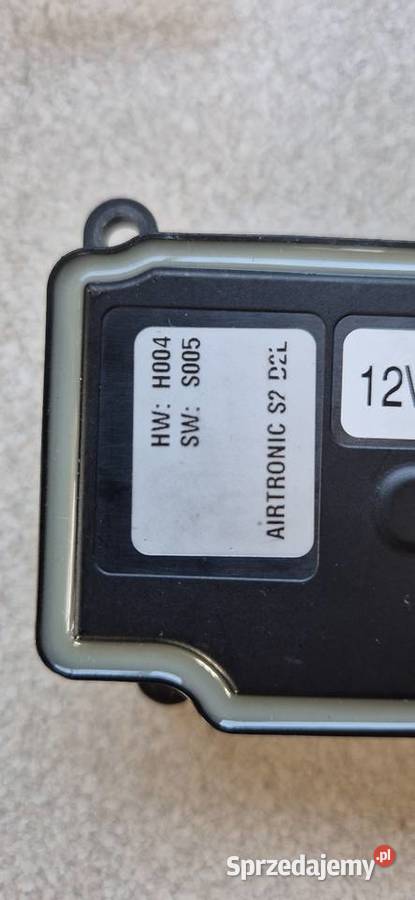 HW: H004
SW: S005
AIRTRONIC S2 D2L
12V
Sprzedajemy.pl